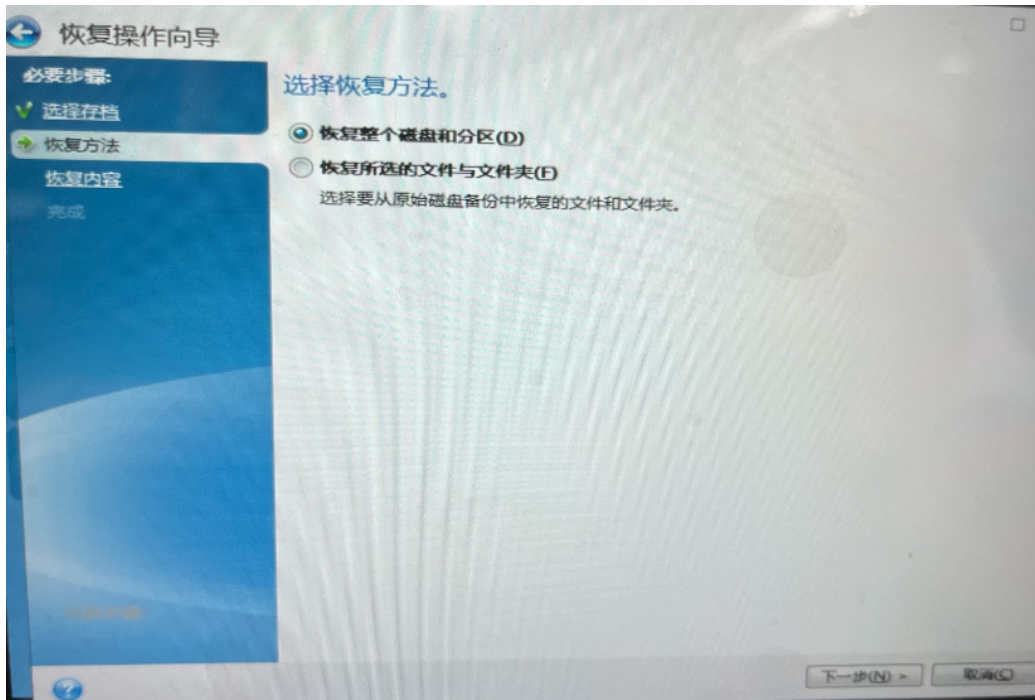 恢复操作向导
必要步骤:
选择存档
恢复方法
恢复内容
完成
选择恢复方法。
恢复整个磁盘和分区(D)
恢复所选的文件与文件夹(F)
选择要从原始磁盘备份中恢复的文件和文件夹。
下一步(N) >
取消(C)